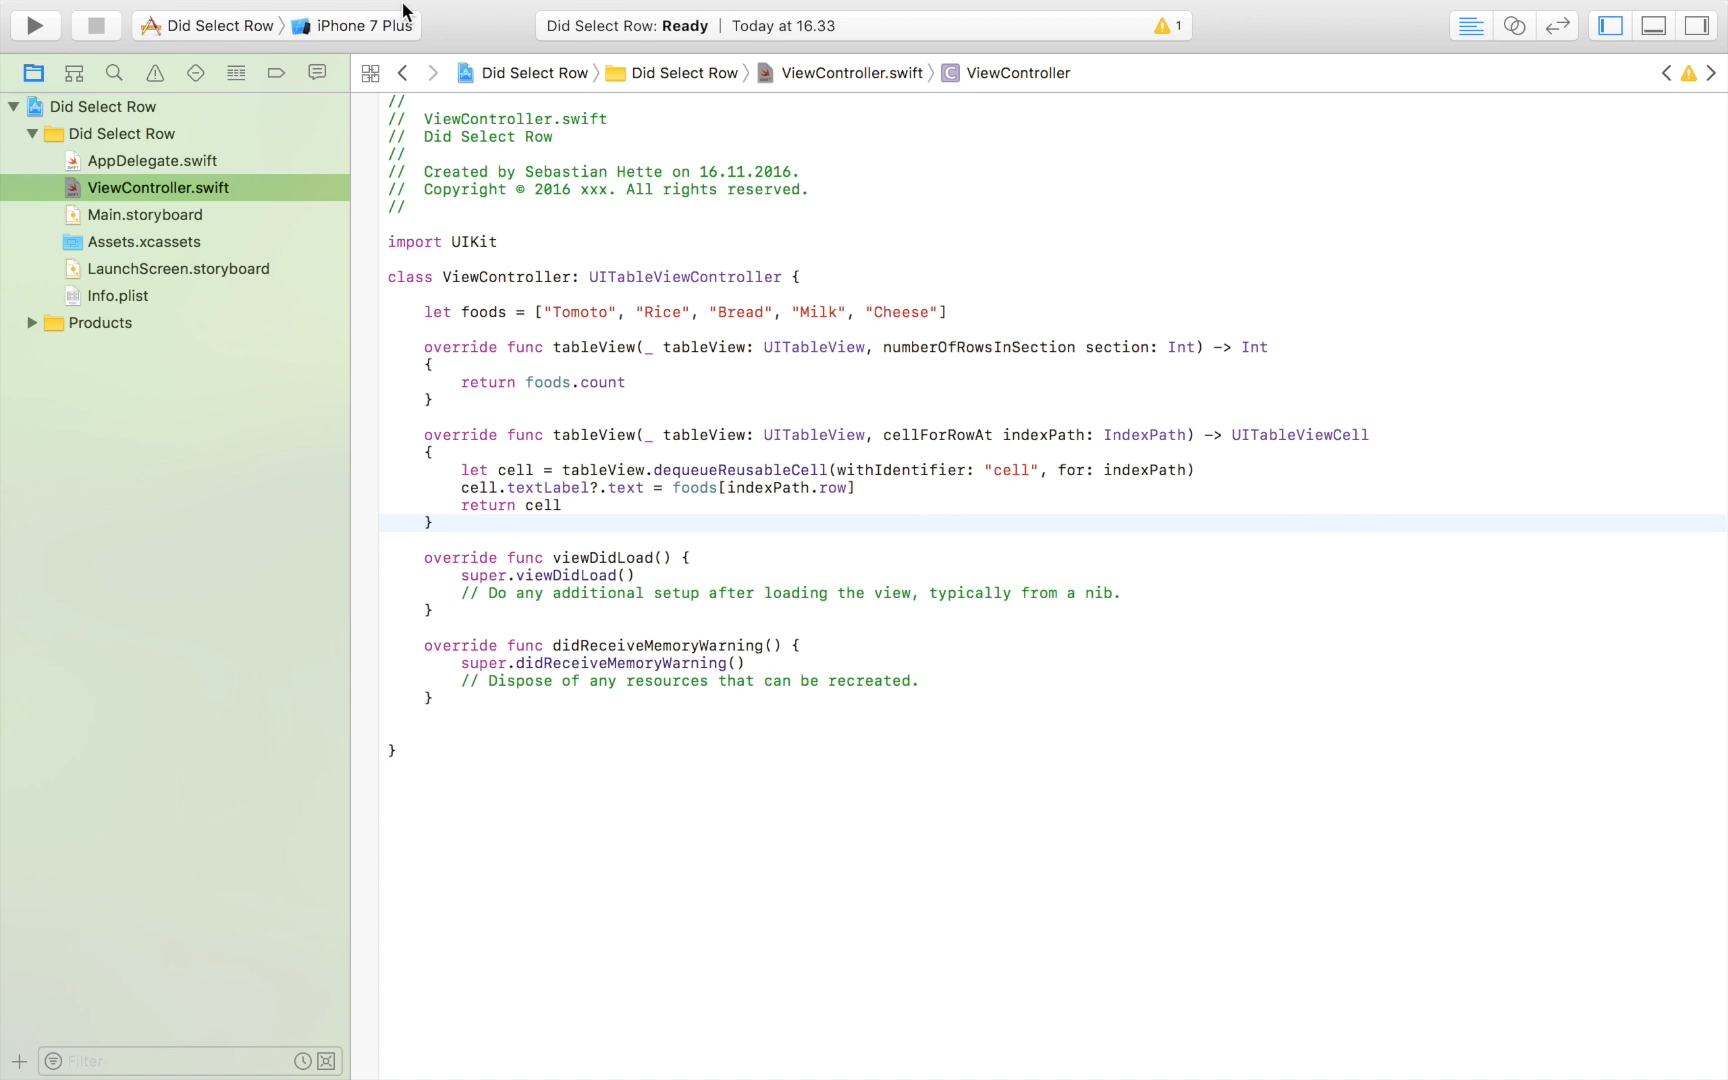 Did Select Row
iPhone 7 Plus
Did Select Row: Ready | Today at 16.33
1
Did Select Row
Did Select Row
ViewController.swift
C ViewController
Did Select Row
Did Select Row
AppDelegate.swift
ViewController.swift
Main.storyboard
Assets.xcassets
LaunchScreen.storyboard
Info.plist
Products
Filter
//
//  ViewController.swift
//  Did Select Row
//
//  Created by Sebastian Hette on 16.11.2016.
//  Copyright © 2016 xxx. All rights reserved.
//
import UIKit
class ViewController: UITableViewController {
    let foods = ["Tomoto", "Rice", "Bread", "Milk", "Cheese"]
    override func tableView(_ tableView: UITableView, numberOfRowsInSection section: Int) -> Int
    {
        return foods.count
    }
    override func tableView(_ tableView: UITableView, cellForRowAt indexPath: IndexPath) -> UITableViewCell
    {
        let cell = tableView.dequeueReusableCell(withIdentifier: "cell", for: indexPath)
        cell.textLabel?.text = foods[indexPath.row]
        return cell
    }
    override func viewDidLoad() {
        super.viewDidLoad()
        // Do any additional setup after loading the view, typically from a nib.
    }
    override func didReceiveMemoryWarning() {
        super.didReceiveMemoryWarning()
        // Dispose of any resources that can be recreated.
    }
}